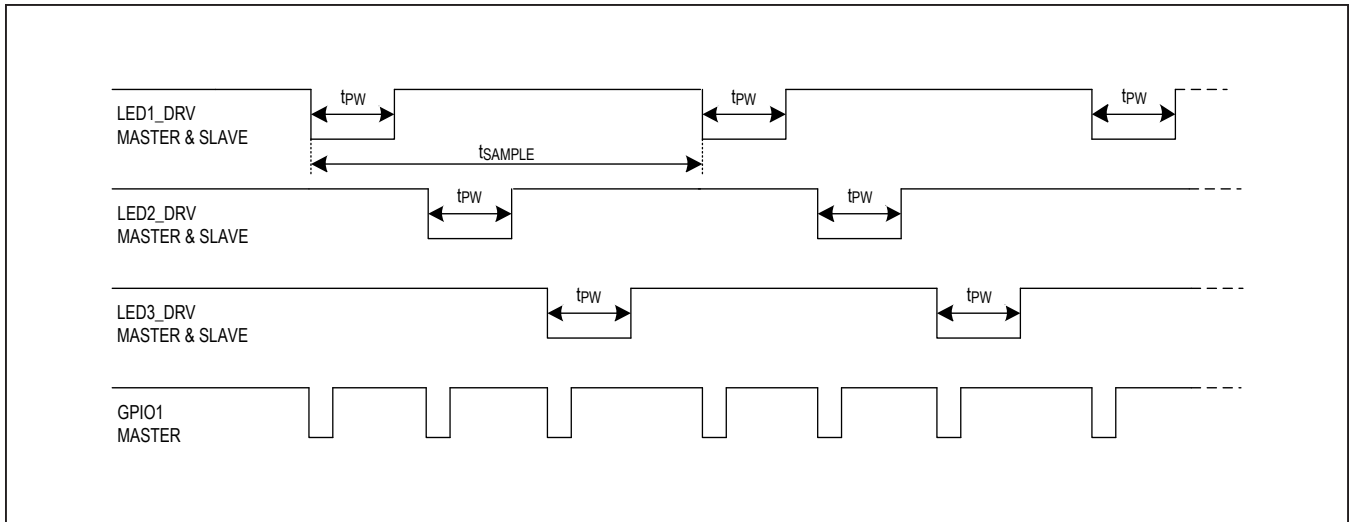 LED1_DRV
MASTER & SLAVE
tPW
tPW
tPW
tSAMPLE
LED2_DRV
MASTER & SLAVE
tPW
tPW
LED3_DRV
MASTER & SLAVE
tPW
tPW
GPIO1
MASTER